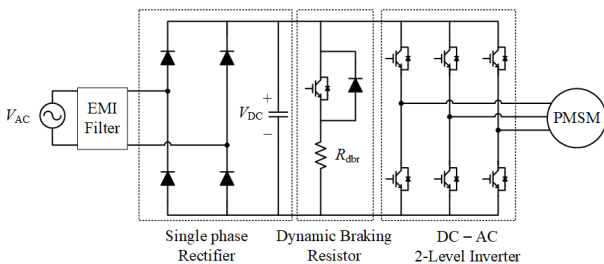 V_AC
EMI
Filter
+
V_DC
−
R_dbr
PMSM
Single phase
Rectifier
Dynamic Braking
Resistor
DC – AC
2-Level Inverter